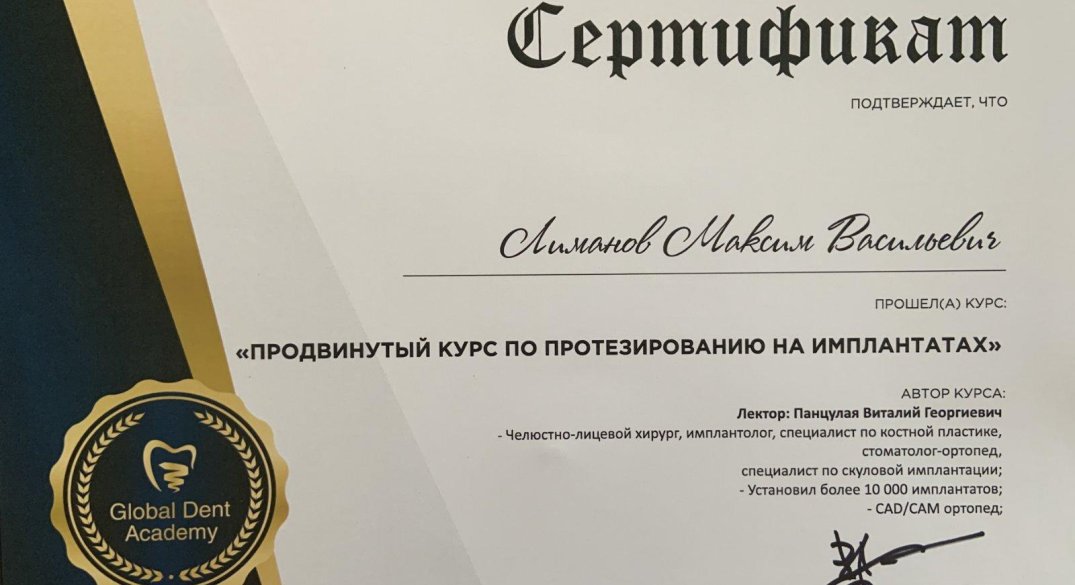 Сертификат
ПОДТВЕРЖДАЕТ, ЧТО
Лиманов Максим Васильевич
ПРОШЕЛ(А) КУРС:
«ПРОДВИНУТЫЙ КУРС ПО ПРОТЕЗИРОВАНИЮ НА ИМПЛАНТАТАХ»
АВТОР КУРСА:
Лектор: Панцулая Виталий Георгиевич
- Челюстно-лицевой хирург, имплантолог, специалист по костной пластике,
стоматолог-ортопед,
специалист по скуловой имплантации;
- Установил более 10 000 имплантатов;
- CAD/CAM ортопед;
Global Dent
Academy